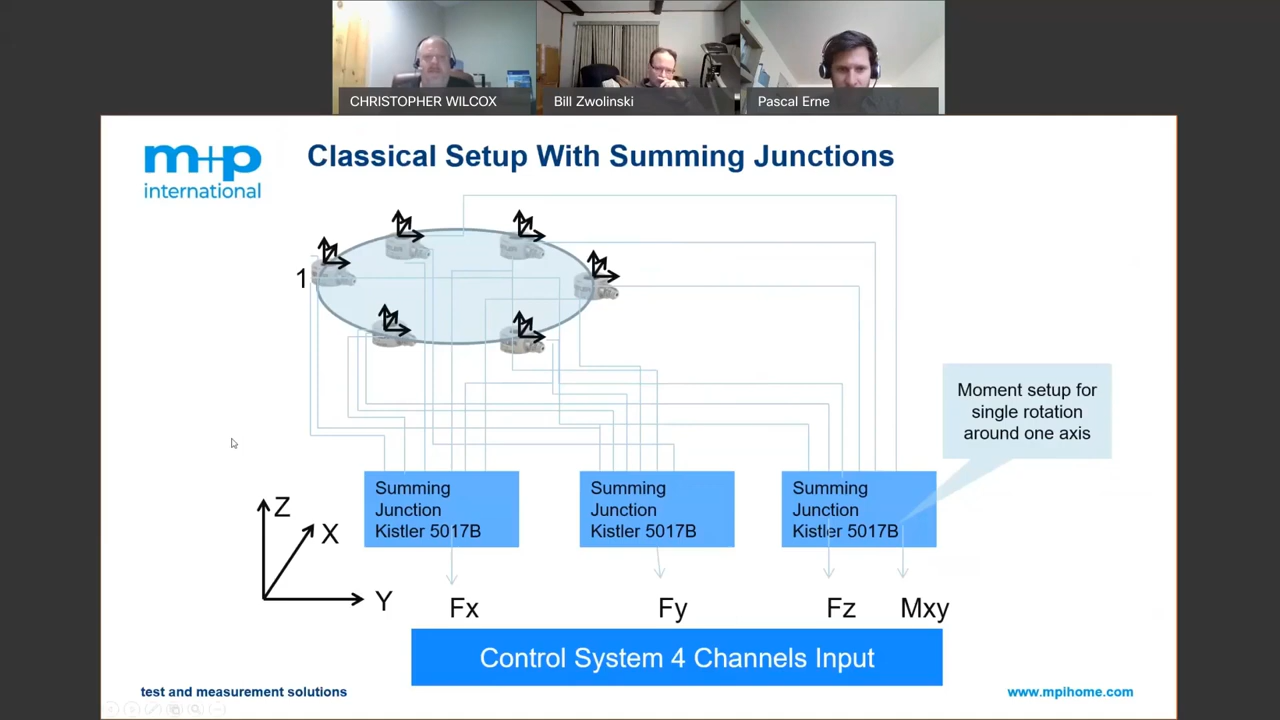 CHRISTOPHER WILCOX
Bill Zwolinski
Pascal Erne
m+p
international
Classical Setup With Summing Junctions
1
Moment setup for
single rotation
around one axis
Summing
Junction
Kistler 5017B
Summing
Junction
Kistler 5017B
Summing
Junction
Kistler 5017B
Z
X
Y
Fx
Fy
Fz
Mxy
Control System 4 Channels Input
test and measurement solutions
www.mpihome.com